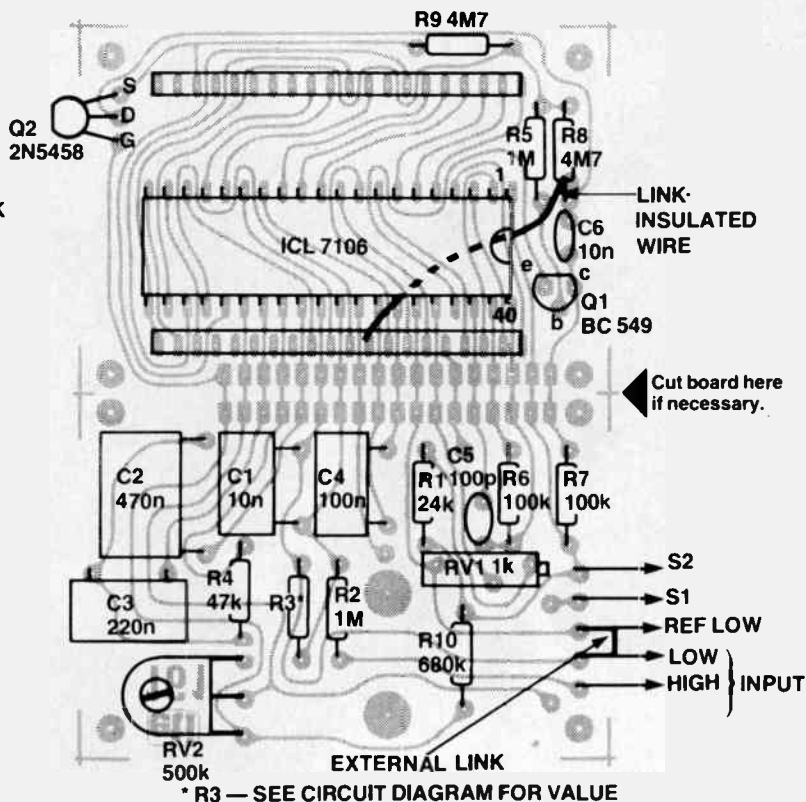 R9 4M7
S
D
G
Q2
2N5458
R5
1M
R8
4M7
1
K
LINK-
INSULATED
WIRE
ICL 7106
C6
10n
e
c
b
Q1
BC 549
40
Cut board here
if necessary.
C2
470n
C1
10n
C4
100n
R1
24k
C5
100p
R6
100k
R7
100k
RV1 1k
S2
S1
REF LOW
LOW
HIGH
INPUT
C3
220n
R4
47k
R3*
R2
1M
R10
680k
RV2
500k
EXTERNAL LINK
* R3 — SEE CIRCUIT DIAGRAM FOR VALUE